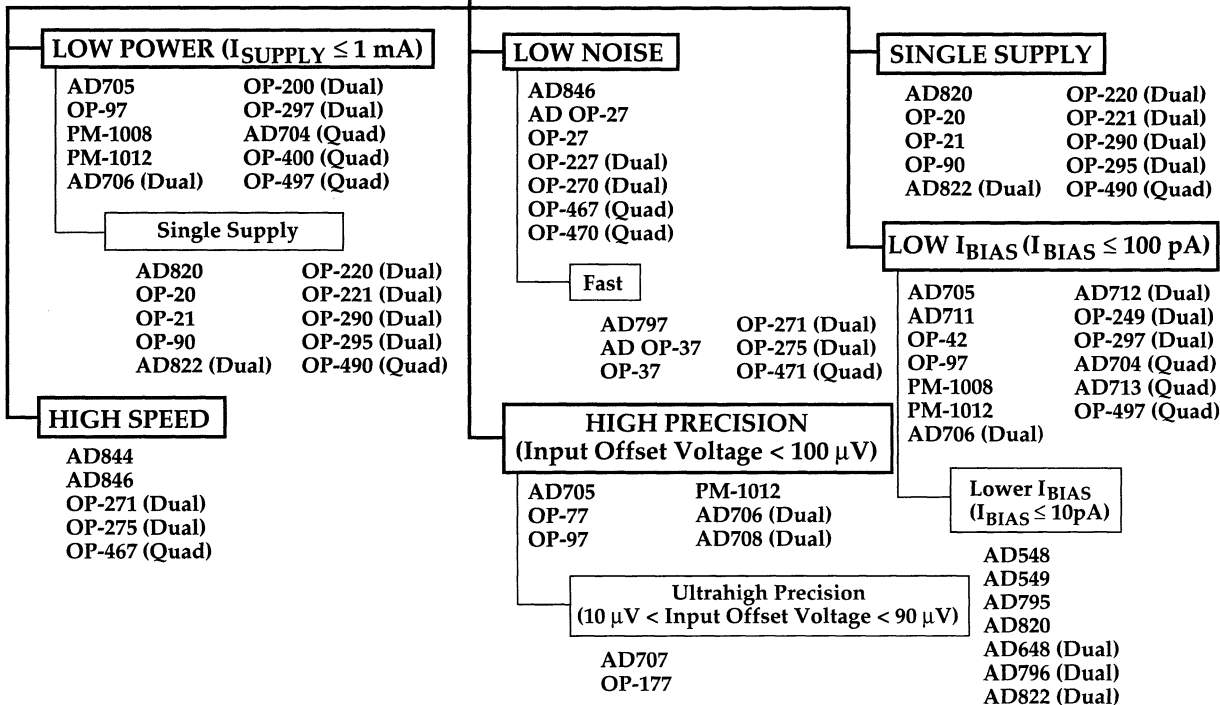 LOW POWER (ISUPPLY ≤ 1 mA)
AD705 OP-200 (Dual)
OP-97 OP-297 (Dual)
PM-1008 AD704 (Quad)
PM-1012 OP-400 (Quad)
AD706 (Dual) OP-497 (Quad)
Single Supply
AD820 OP-220 (Dual)
OP-20 OP-221 (Dual)
OP-21 OP-290 (Dual)
OP-90 OP-295 (Dual)
AD822 (Dual) OP-490 (Quad)
HIGH SPEED
AD844
AD846
OP-271 (Dual)
OP-275 (Dual)
OP-467 (Quad)
LOW NOISE
AD846
AD OP-27
OP-27
OP-227 (Dual)
OP-270 (Dual)
OP-467 (Quad)
OP-470 (Quad)
Fast
AD797 OP-271 (Dual)
AD OP-37 OP-275 (Dual)
OP-37 OP-471 (Quad)
HIGH PRECISION
(Input Offset Voltage < 100 μV)
AD705 PM-1012
OP-77 AD706 (Dual)
OP-97 AD708 (Dual)
Ultrahigh Precision
(10 μV < Input Offset Voltage < 90 μV)
AD707
OP-177
SINGLE SUPPLY
AD820 OP-220 (Dual)
OP-20 OP-221 (Dual)
OP-21 OP-290 (Dual)
OP-90 OP-295 (Dual)
AD822 (Dual) OP-490 (Quad)
LOW IBIAS (IBIAS ≤ 100 pA)
AD705 AD712 (Dual)
AD711 OP-249 (Dual)
OP-42 OP-297 (Dual)
OP-97 AD704 (Quad)
PM-1008 AD713 (Quad)
PM-1012 OP-497 (Quad)
AD706 (Dual)
Lower IBIAS
(IBIAS ≤ 10pA)
AD548
AD549
AD795
AD820
AD648 (Dual)
AD796 (Dual)
AD822 (Dual)